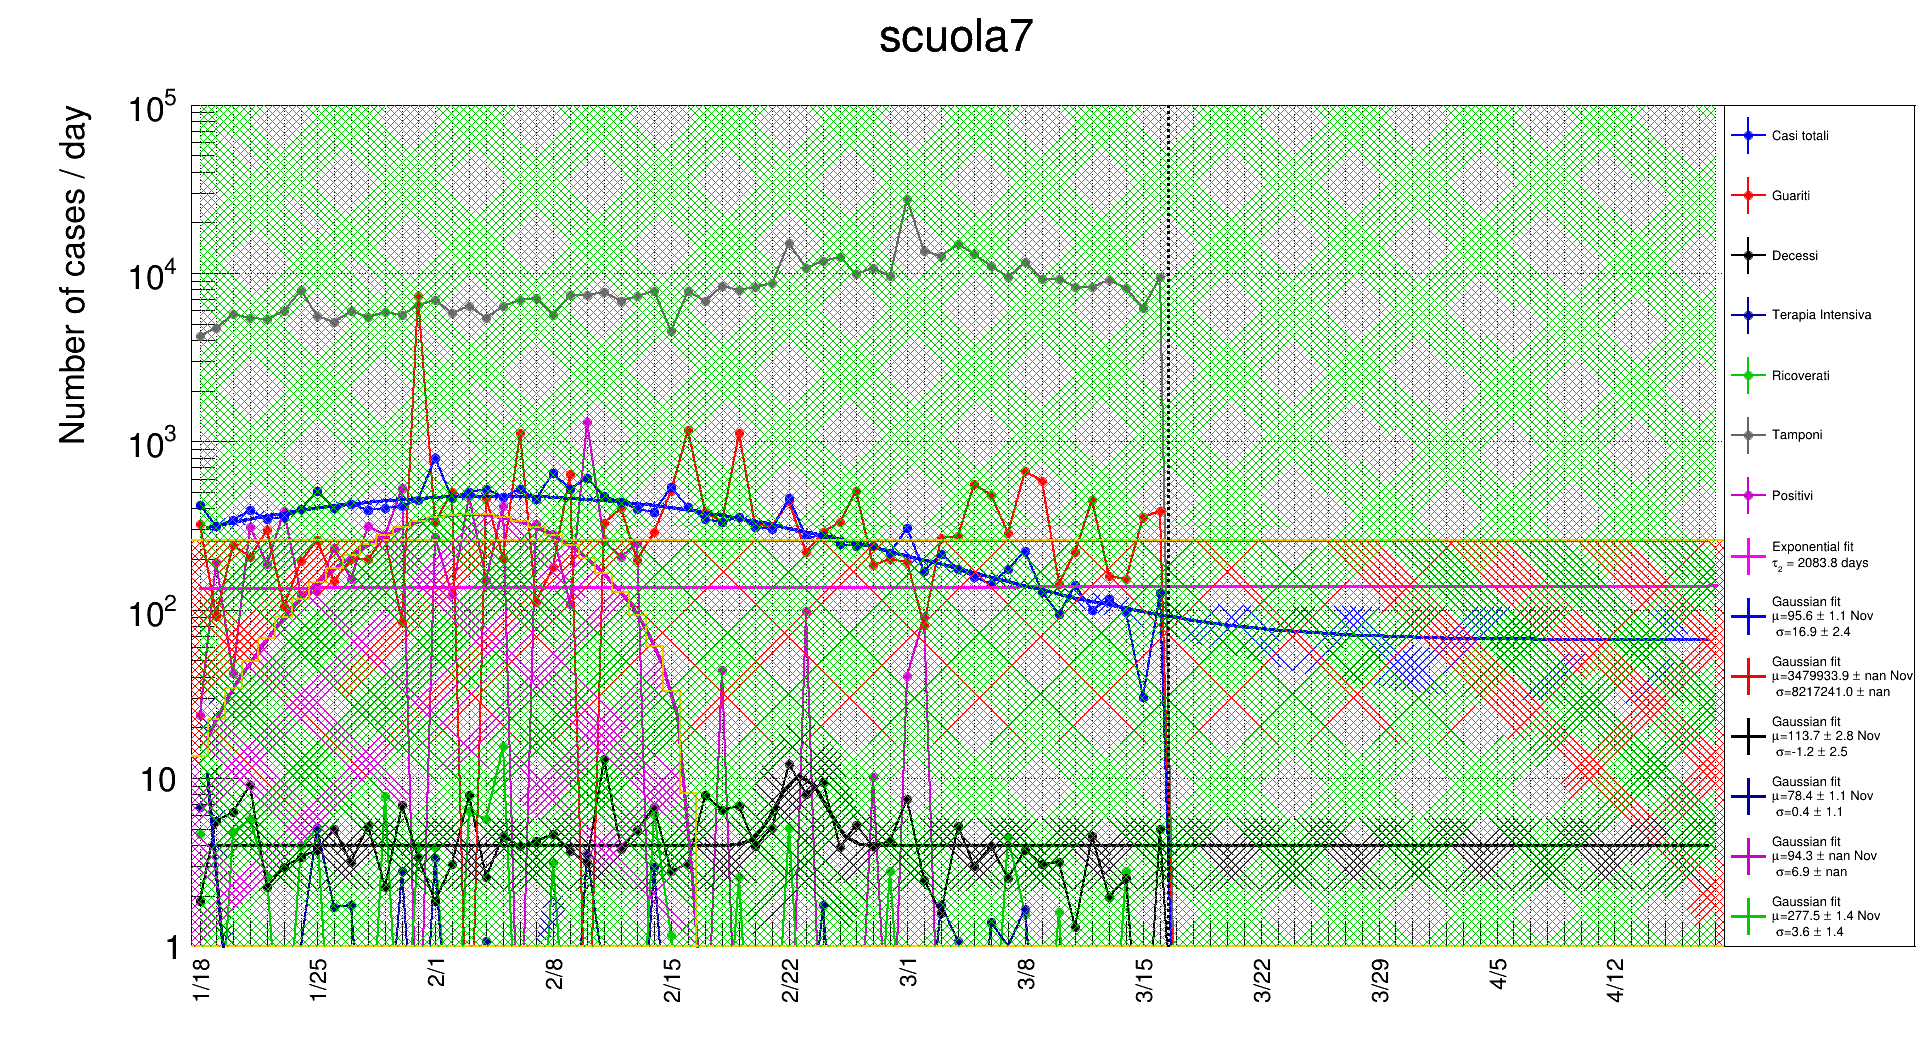 scuola7
Number of cases / day
10^5
10^4
10^3
10^2
10
1
1/18
1/25
2/1
2/8
2/15
2/22
3/1
3/8
3/15
3/22
3/29
4/5
4/12
Casi totali
Guariti
Decessi
Terapia Intensiva
Ricoverati
Tamponi
Positivi
Exponential fit
τ₂ = 2083.8 days
Gaussian fit
μ=95.6 ± 1.1 Nov
σ=16.9 ± 2.4
Gaussian fit
μ=3479933.9 ± nan Nov
σ=8217241.0 ± nan
Gaussian fit
μ=113.7 ± 2.8 Nov
σ=-1.2 ± 2.5
Gaussian fit
μ=78.4 ± 1.1 Nov
σ=0.4 ± 1.1
Gaussian fit
μ=94.3 ± nan Nov
σ=6.9 ± nan
Gaussian fit
μ=277.5 ± 1.4 Nov
σ=3.6 ± 1.4